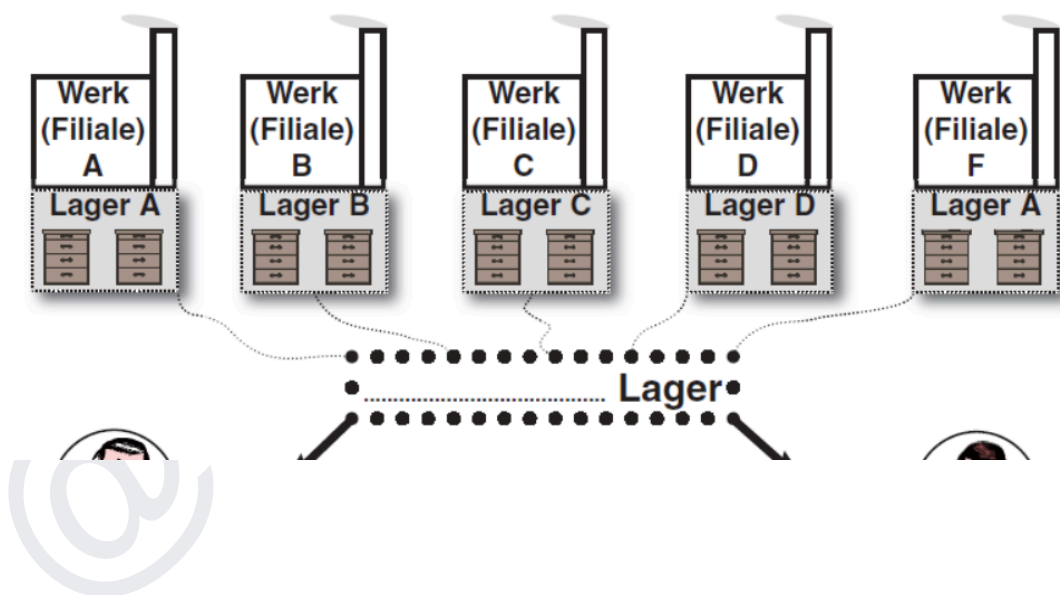 Werk
(Filiale)
A
Lager A
Werk
(Filiale)
B
Lager B
Werk
(Filiale)
C
Lager C
Werk
(Filiale)
D
Lager D
Werk
(Filiale)
F
Lager A
........................................ Lager
@